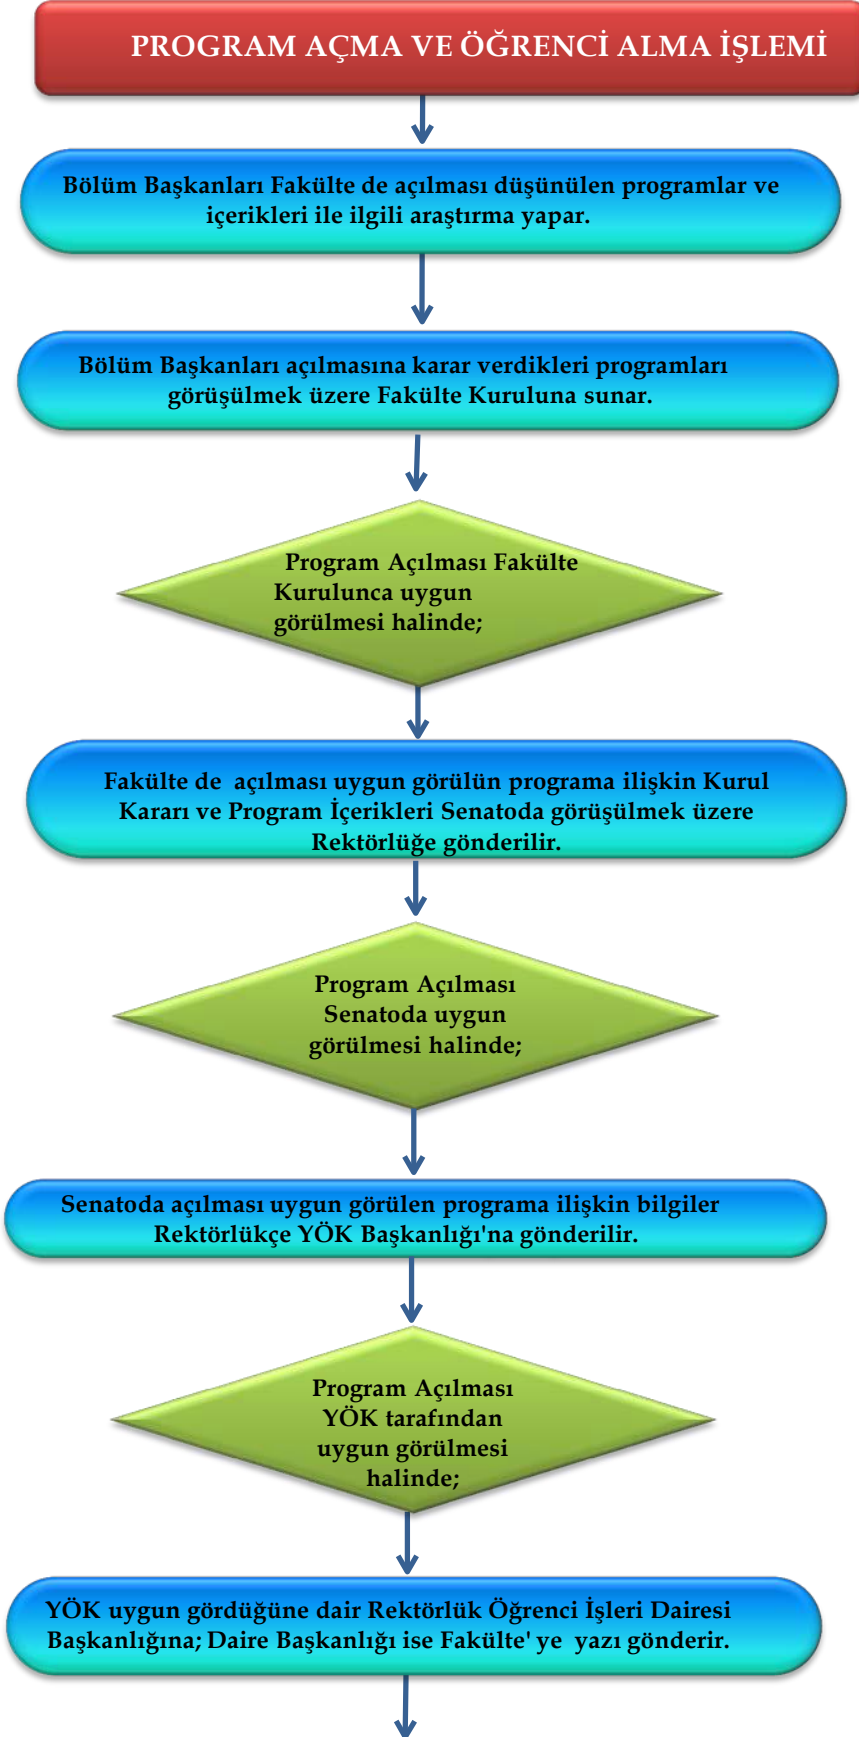 PROGRAM AÇMA VE ÖĞRENCİ ALMA İŞLEMİ
Bölüm Başkanları Fakülte de açılması düşünülen programlar ve
içerikleri ile ilgili araştırma yapar.
Bölüm Başkanları açılmasına karar verdikleri programları
görüşülmek üzere Fakülte Kuruluna sunar.
Program Açılması Fakülte
Kurulunca uygun
görülmesi halinde;
Fakülte de açılması uygun görülün programa ilişkin Kurul
Kararı ve Program İçerikleri Senatoda görüşülmek üzere
Rektörlüğe gönderilir.
Program Açılması
Senatoda uygun
görülmesi halinde;
Senatoda açılması uygun görülen programa ilişkin bilgiler
Rektörlükçe YÖK Başkanlığı'na gönderilir.
Program Açılması
YÖK tarafından
uygun görülmesi
halinde;
YÖK uygun gördüğüne dair Rektörlük Öğrenci İşleri Dairesi
Başkanlığına; Daire Başkanlığı ise Fakülte' ye yazı gönderir.